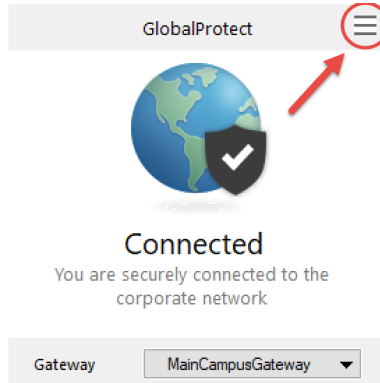 GlobalProtect
Connected
You are securely connected to the
corporate network
Gateway MainCampusGateway